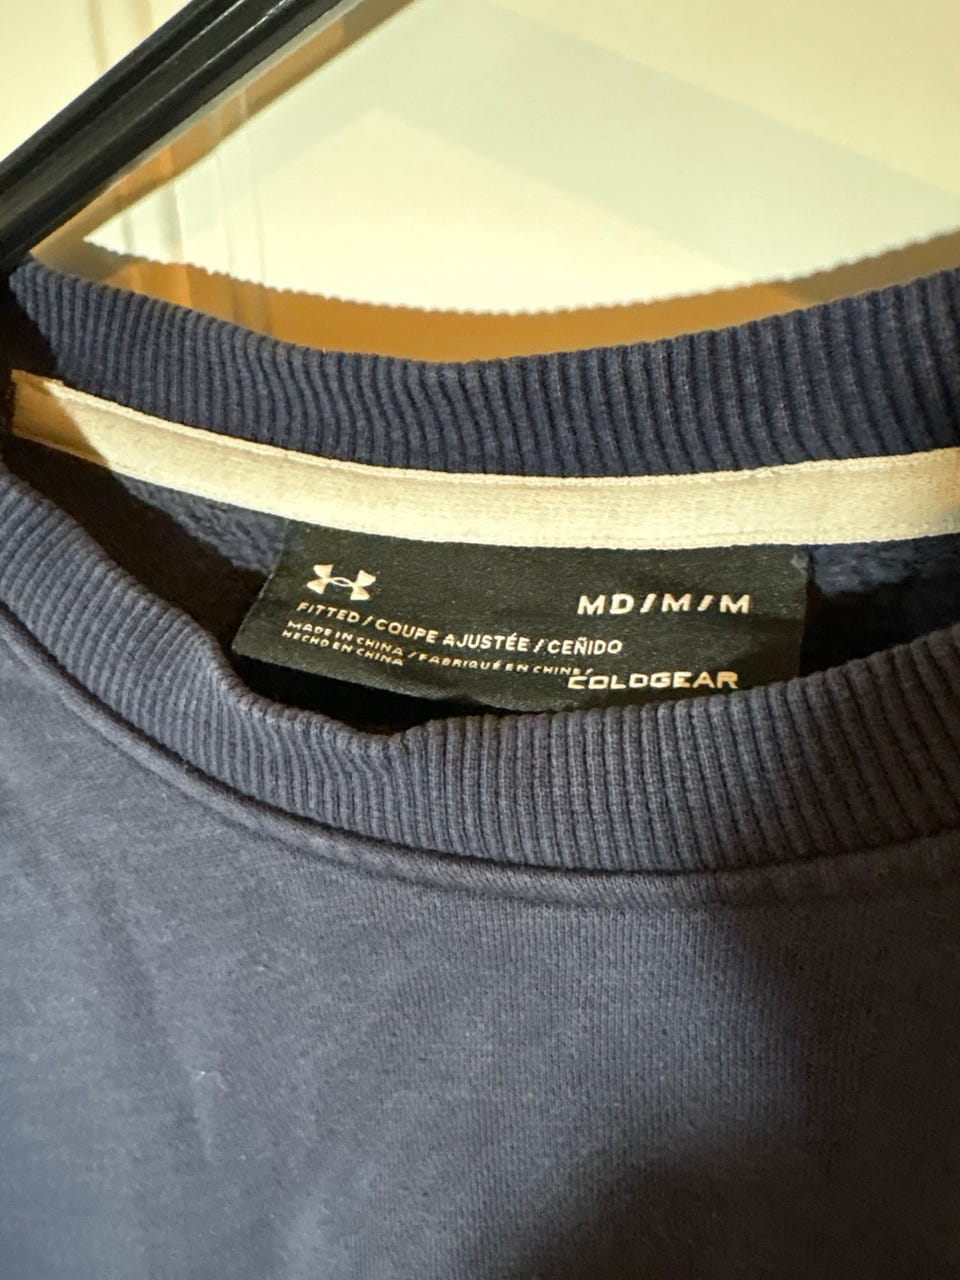 MD/M/M
FITTED/COUPE AJUSTÉE/CEÑIDO
MADE IN CHINA/FABRIQUÉ EN CHINE/
HECHO EN CHINA
COLDGEAR